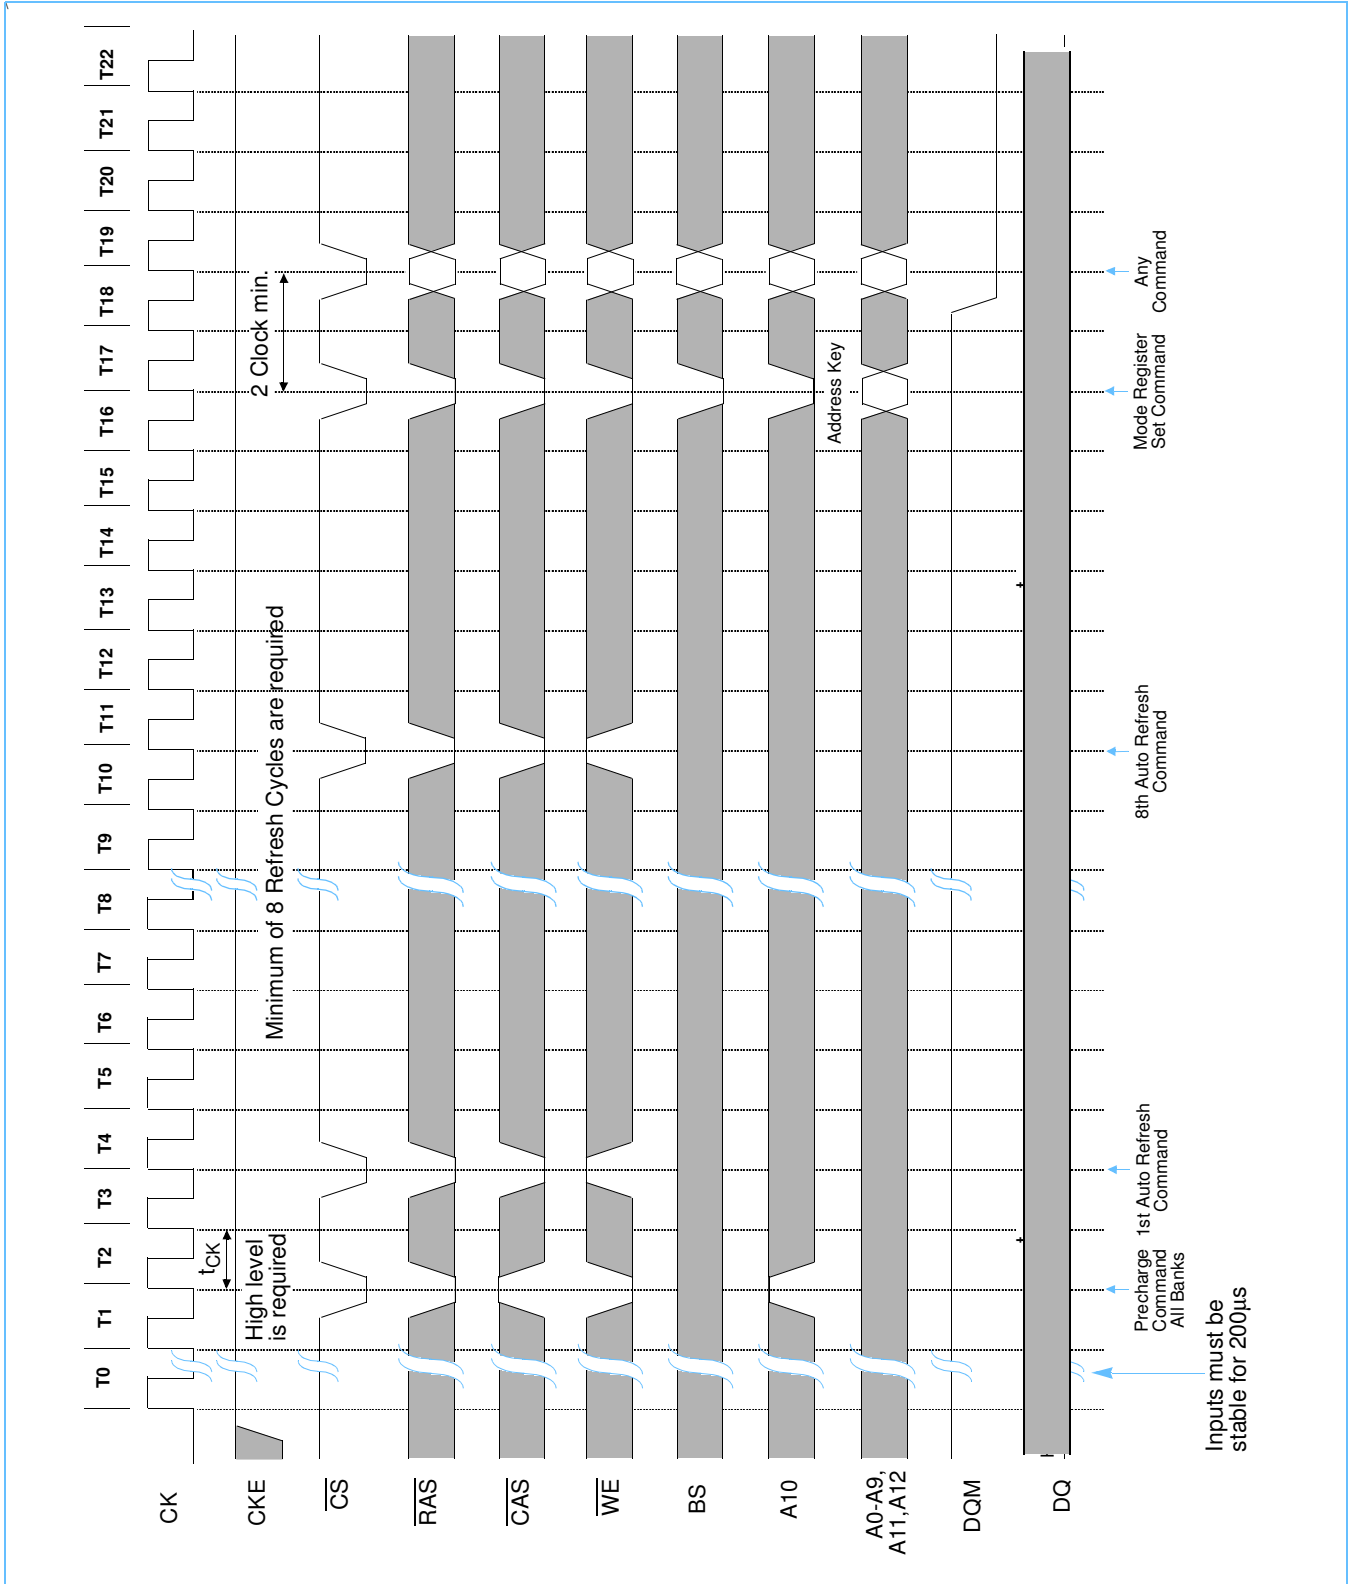 T0 T1 T2 T3 T4 T5 T6 T7 T8 T9 T10 T11 T12 T13 T14 T15 T16 T17 T18 T19 T20 T21 T22
CK
tCK
CKE
High level
is required
Minimum of 8 Refresh Cycles are required
2 Clock min.
CS
RAS
CAS
WE
BS
A10
Address Key
A0-A9,
A11,A12
DQM
DQ
Precharge
Command
All Banks
1st Auto Refresh
Command
8th Auto Refresh
Command
Mode Register
Set Command
Any
Command
Inputs must be
stable for 200µs